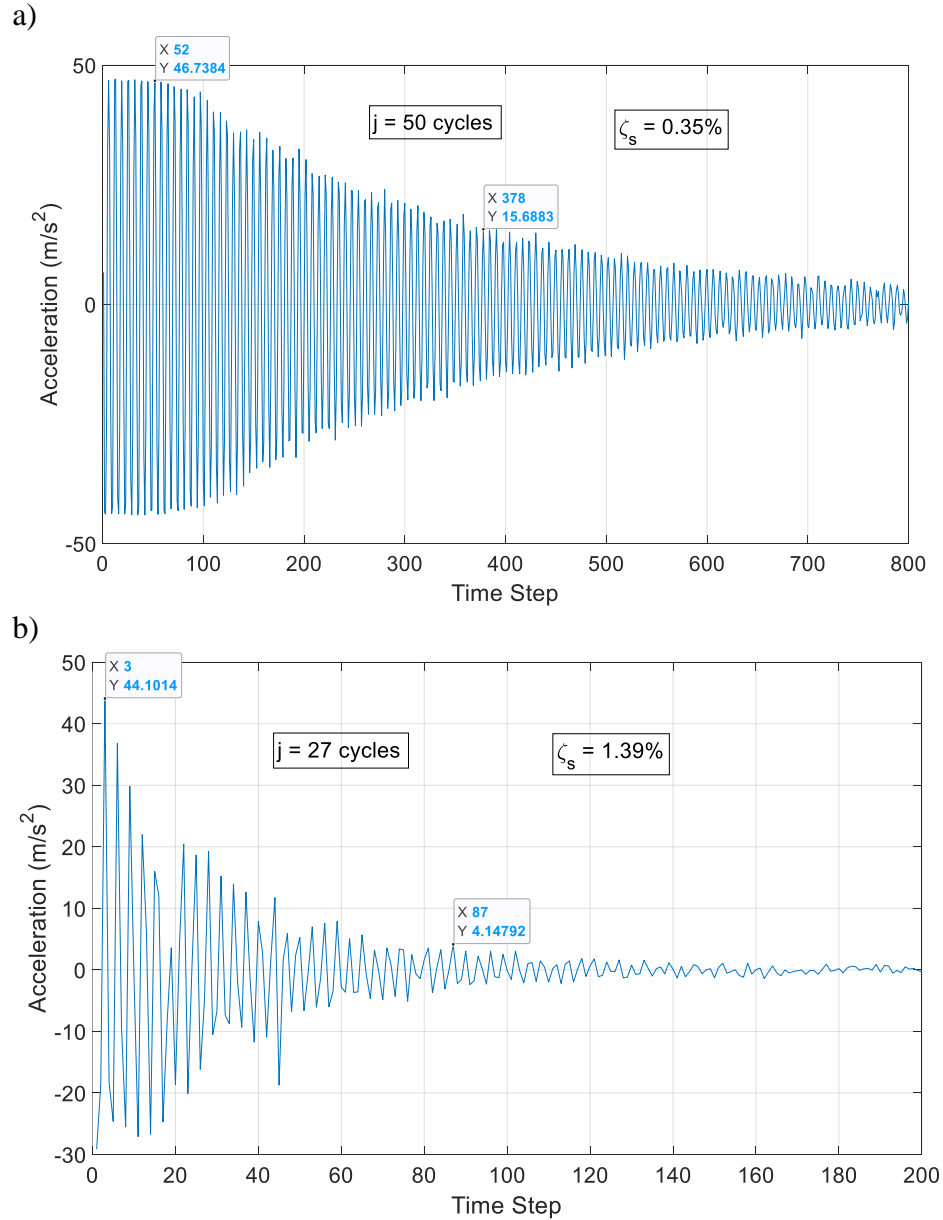 a)
X 52
Y 46.7384
50
j = 50 cycles
ζs = 0.35%
X 378
Y 15.6883
0
-50
Acceleration (m/s²)
0 100 200 300 400 500 600 700 800
Time Step
b)
X 3
Y 44.1014
50
40
30
20
10
0
-10
-20
-30
j = 27 cycles
ζs = 1.39%
X 87
Y 4.14792
Acceleration (m/s²)
0 20 40 60 80 100 120 140 160 180 200
Time Step